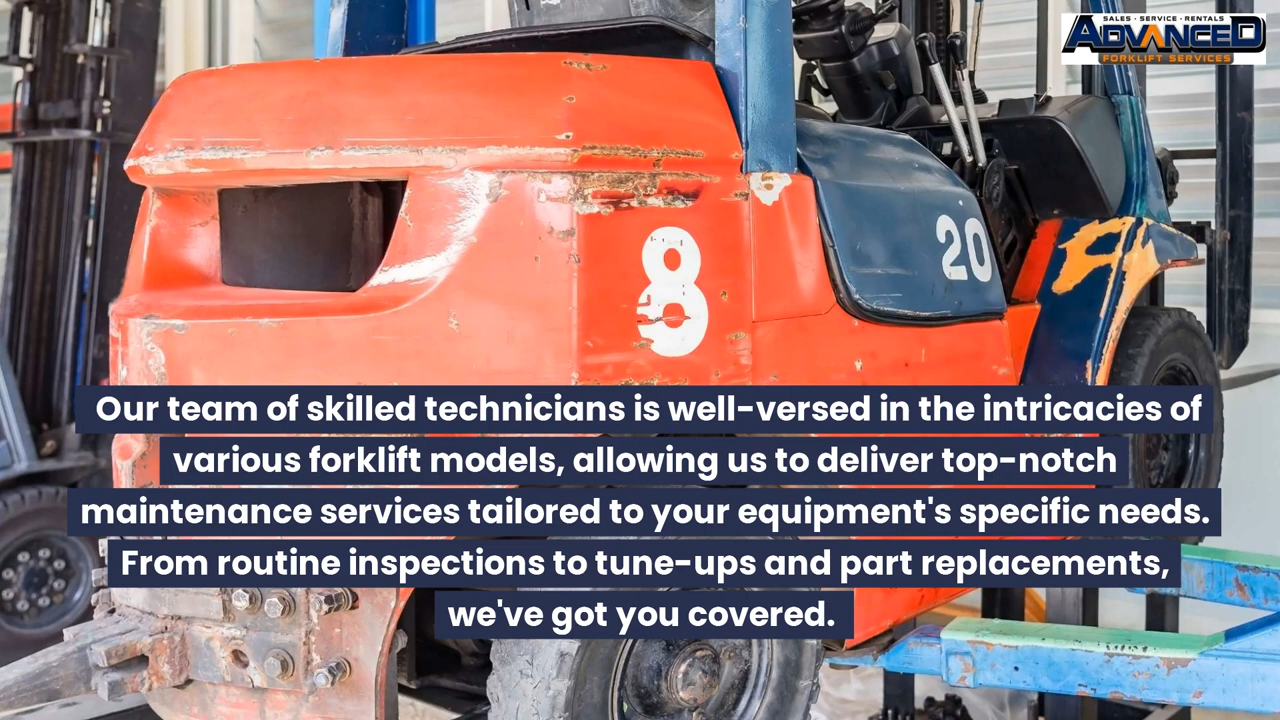 SALES · SERVICE · RENTALS
ADVANCED
FORKLIFT SERVICES
8
20
Our team of skilled technicians is well-versed in the intricacies of
various forklift models, allowing us to deliver top-notch
maintenance services tailored to your equipment's specific needs.
From routine inspections to tune-ups and part replacements,
we've got you covered.